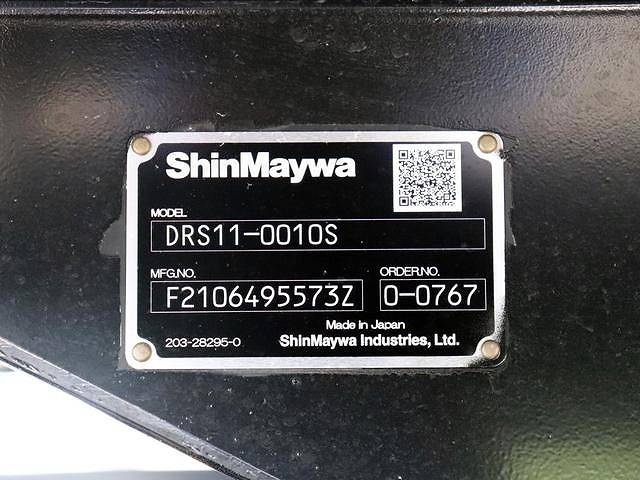 ShinMaywa
MODEL
DRS11-0010S
MFG.NO.
ORDER.NO.
F2106495573Z
0-0767
Made in Japan
203-28295-0
ShinMaywa Industries, Ltd.